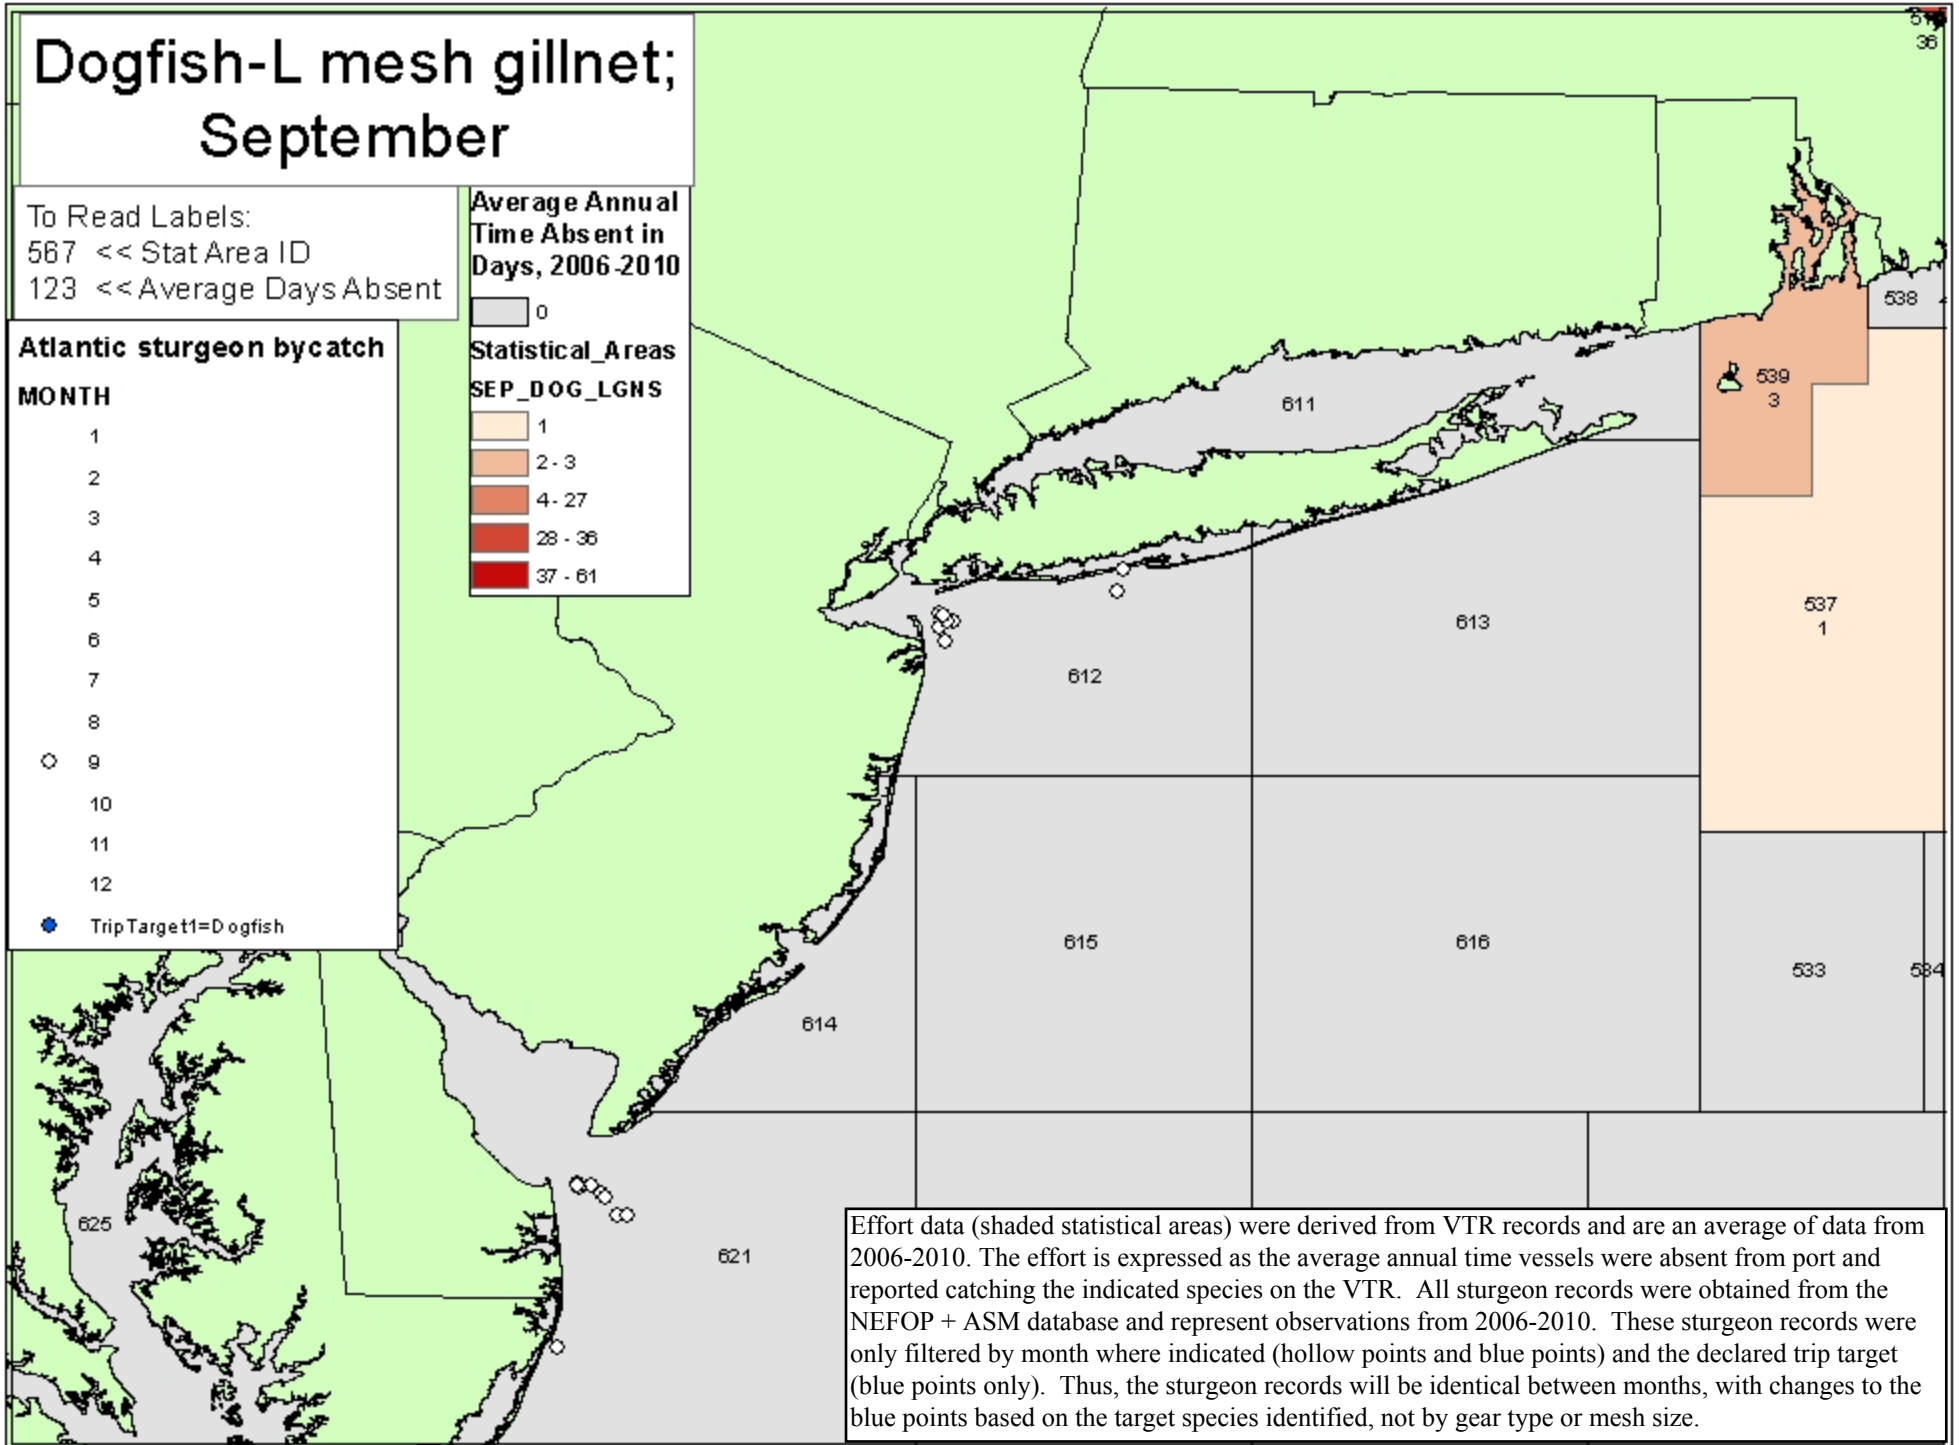 Dogfish-L mesh gillnet;
September
To Read Labels:
567 << Stat Area ID
123 << Average Days Absent
Average Annual
Time Absent in
Days, 2006-2010
0
Statistical_Areas
SEP_DOG_LGNS
1
2 - 3
4 - 27
28 - 36
37 - 61
Atlantic sturgeon bycatch
MONTH
1
2
3
4
5
6
7
8
9
10
11
12
TripTarget1=Dogfish
36
538
539
3
611
537
1
613
612
615
616
533
534
614
625
621
Effort data (shaded statistical areas) were derived from VTR records and are an average of data from
2006-2010. The effort is expressed as the average annual time vessels were absent from port and
reported catching the indicated species on the VTR. All sturgeon records were obtained from the
NEFOP + ASM database and represent observations from 2006-2010. These sturgeon records were
only filtered by month where indicated (hollow points and blue points) and the declared trip target
(blue points only). Thus, the sturgeon records will be identical between months, with changes to the
blue points based on the target species identified, not by gear type or mesh size.